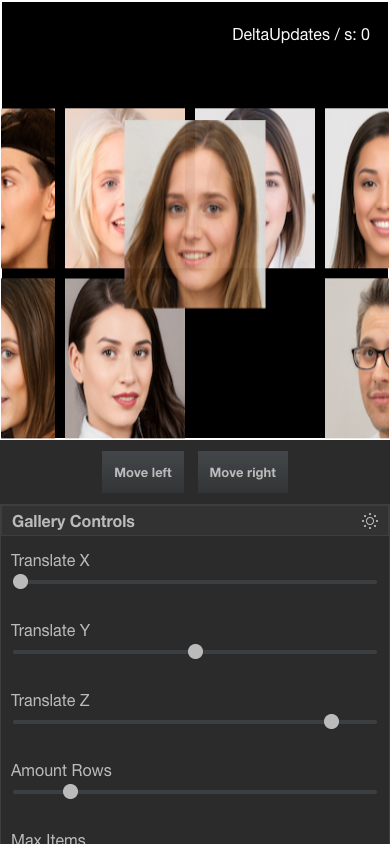 DeltaUpdates / s: 0
Move left
Move right
Gallery Controls
Translate X
Translate Y
Translate Z
Amount Rows
Max Items